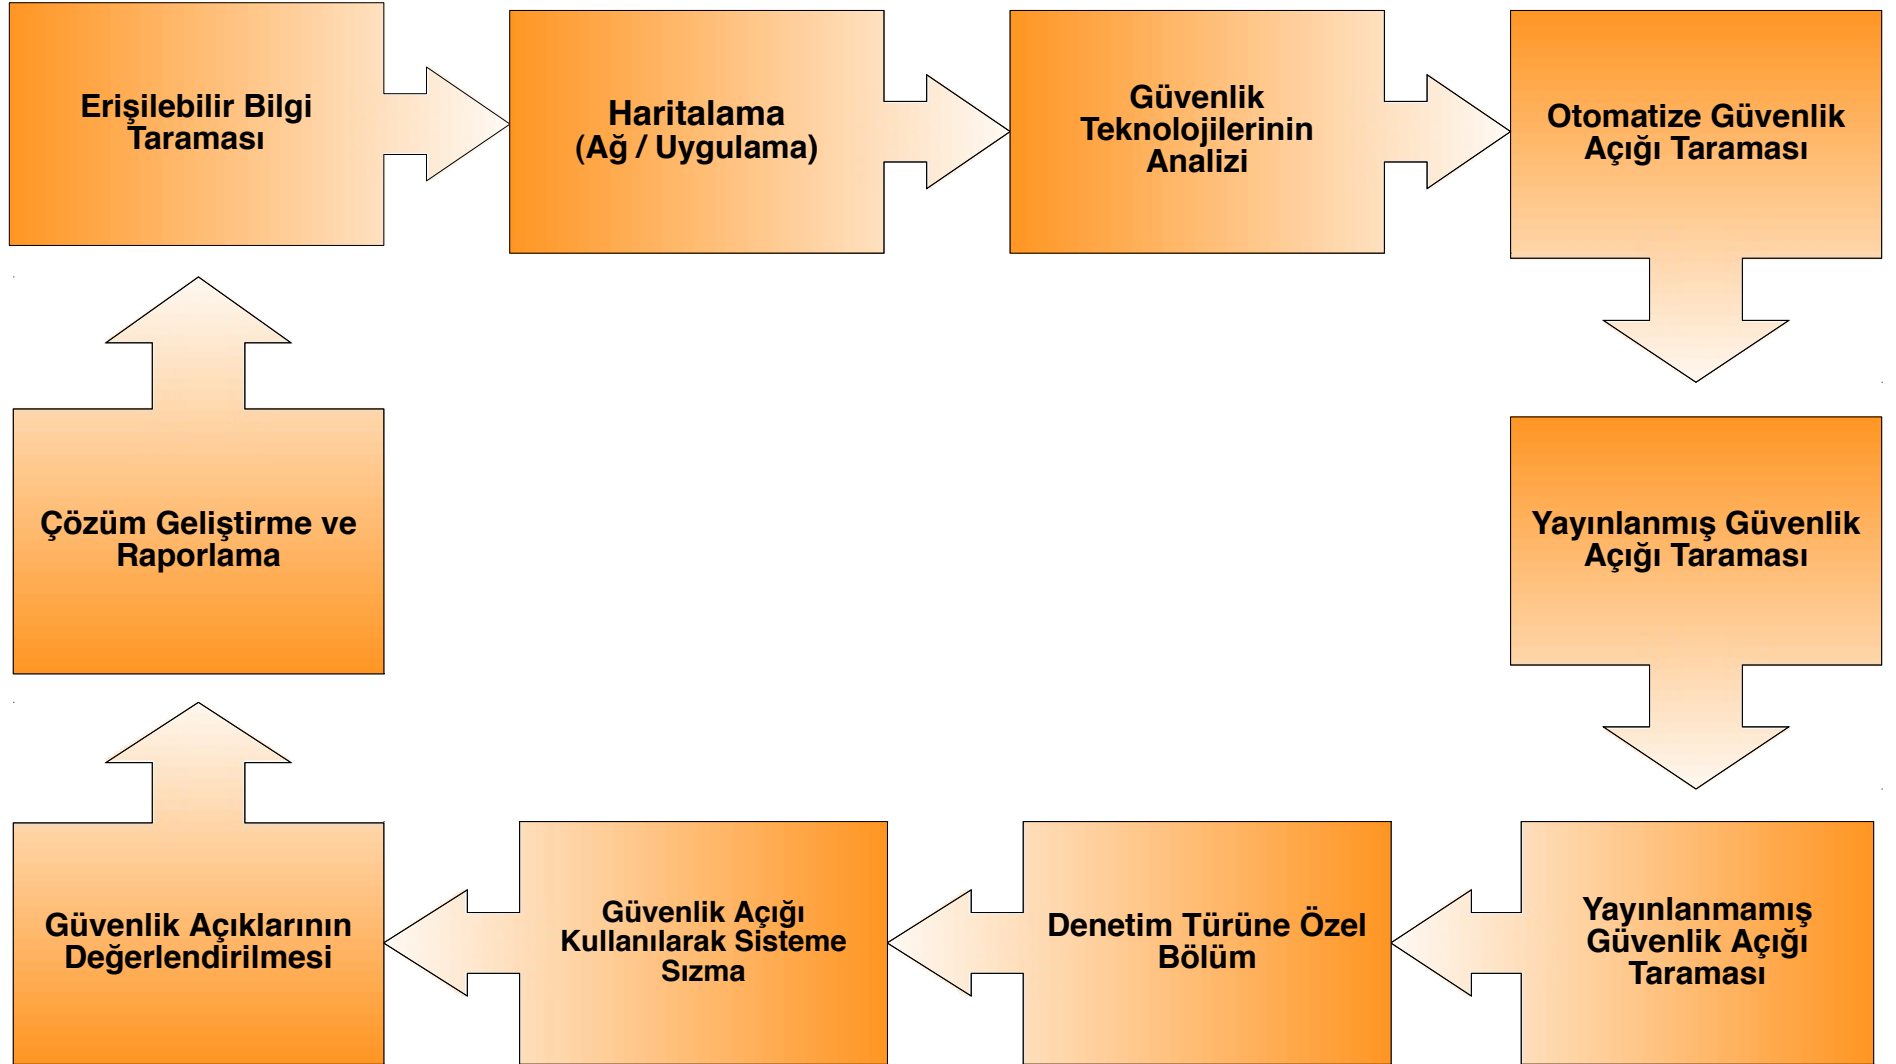 Erişilebilir Bilgi
Taraması
Haritalama
(Ağ / Uygulama)
Güvenlik
Teknolojilerinin
Analizi
Otomatize Güvenlik
Açığı Taraması
Yayınlanmış Güvenlik
Açığı Taraması
Yayınlanmamış
Güvenlik Açığı
Taraması
Denetim Türüne Özel
Bölüm
Güvenlik Açığı
Kullanılarak Sisteme
Sızma
Güvenlik Açıklarının
Değerlendirilmesi
Çözüm Geliştirme ve
Raporlama